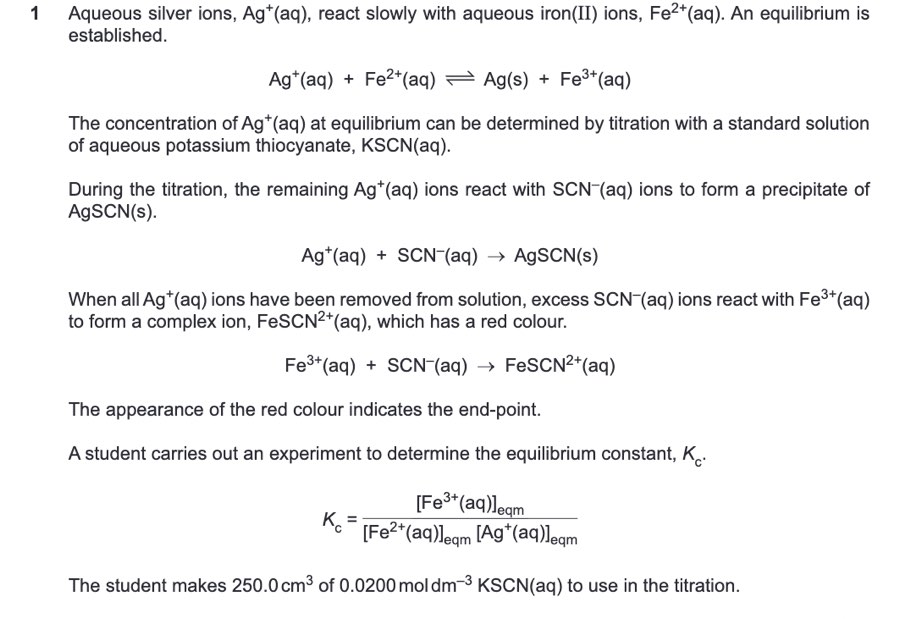 1 Aqueous silver ions, Ag⁺(aq), react slowly with aqueous iron(II) ions, Fe²⁺(aq). An equilibrium is
established.
Ag⁺(aq) + Fe²⁺(aq) ⇌ Ag(s) + Fe³⁺(aq)
The concentration of Ag⁺(aq) at equilibrium can be determined by titration with a standard solution
of aqueous potassium thiocyanate, KSCN(aq).
During the titration, the remaining Ag⁺(aq) ions react with SCN⁻(aq) ions to form a precipitate of
AgSCN(s).
Ag⁺(aq) + SCN⁻(aq) → AgSCN(s)
When all Ag⁺(aq) ions have been removed from solution, excess SCN⁻(aq) ions react with Fe³⁺(aq)
to form a complex ion, FeSCN²⁺(aq), which has a red colour.
Fe³⁺(aq) + SCN⁻(aq) → FeSCN²⁺(aq)
The appearance of the red colour indicates the end-point.
A student carries out an experiment to determine the equilibrium constant, K_c.
K_c = [Fe³⁺(aq)]_eqm / [Fe²⁺(aq)]_eqm [Ag⁺(aq)]_eqm
The student makes 250.0 cm³ of 0.0200 mol dm⁻³ KSCN(aq) to use in the titration.